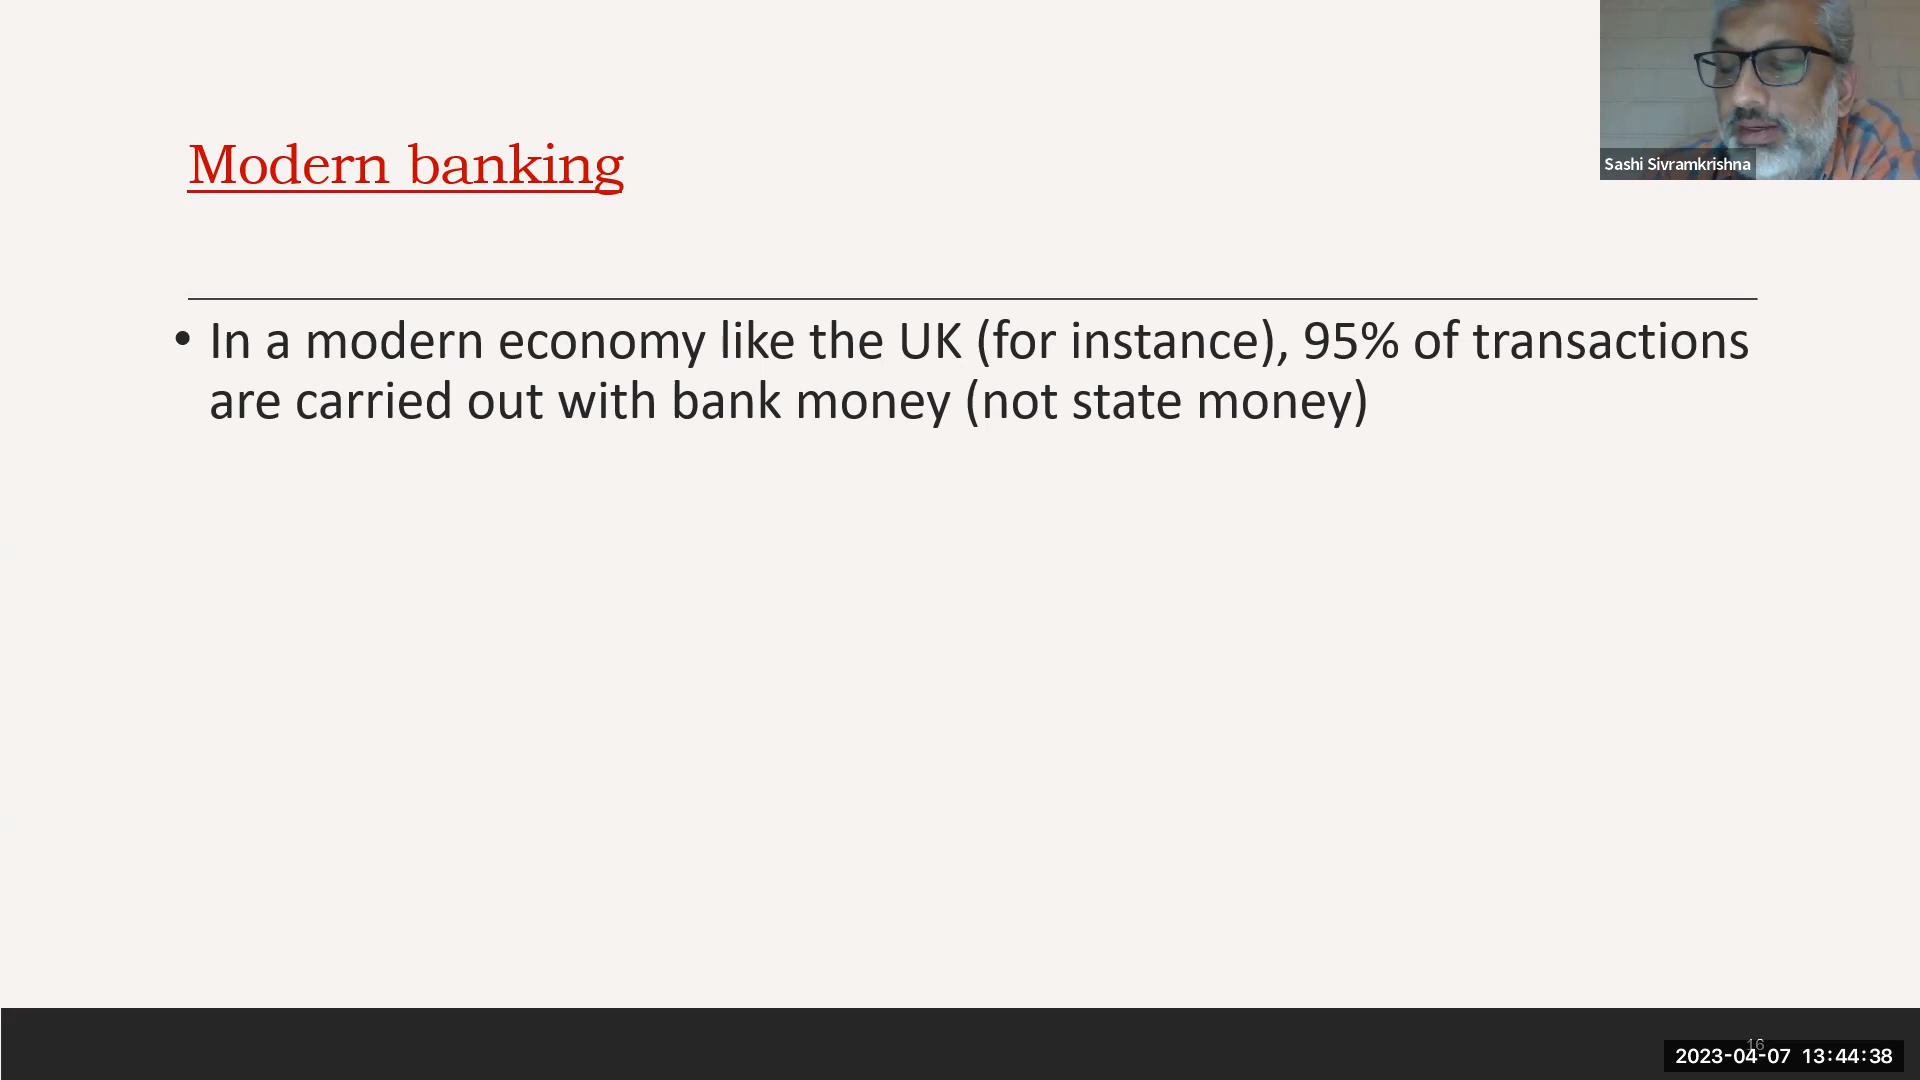 Modern banking
Sashi Sivramkrishna
• In a modern economy like the UK (for instance), 95% of transactions
are carried out with bank money (not state money)
16
2023-04-07 13:44:38